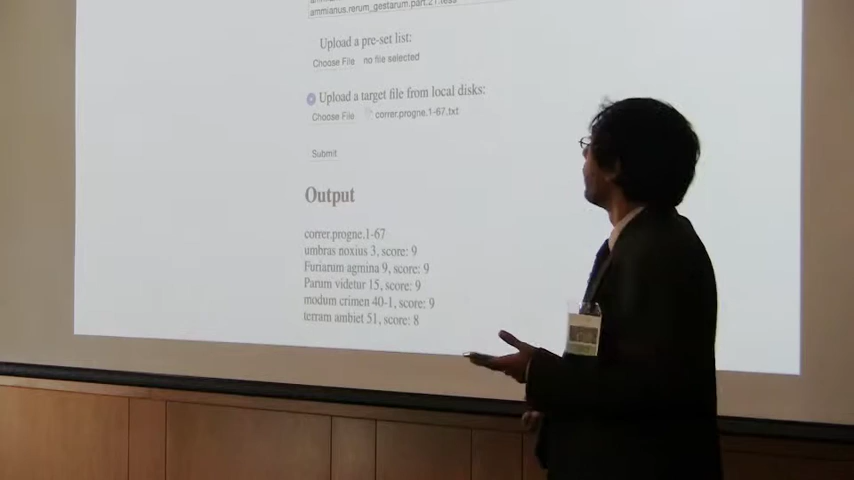 ammianus.rerum_gestarum.part.21.tess
Upload a pre-set list:
Choose File no file selected
Upload a target file from local disks:
Choose File correr.progne.1-67.txt
Submit
Output
correr.progne.1-67
umbras noxius 3, score: 9
Furiarum agmina 9, score: 9
Parum videtur 15, score: 9
modum crimen 40-1, score: 9
terram ambiet 51, score: 8